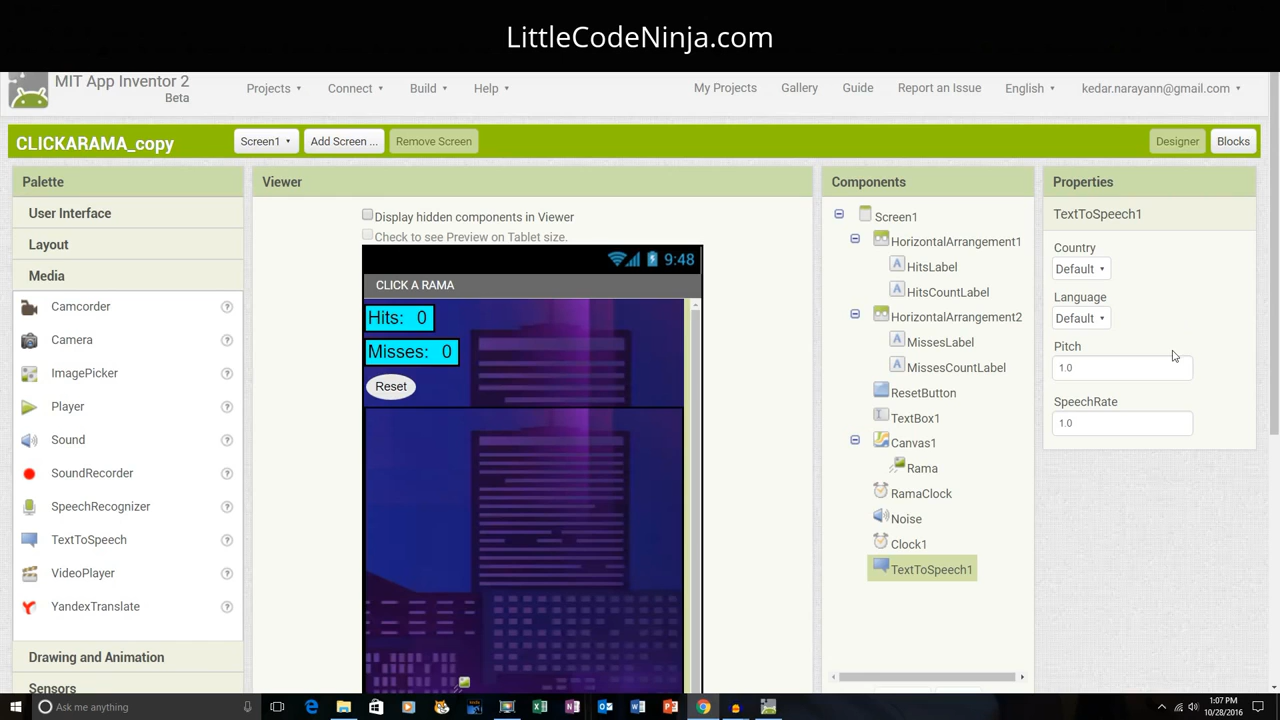 LittleCodeNinja.com
MIT App Inventor 2
Beta
Projects
Connect
Build
Help
My Projects
Gallery
Guide
Report an Issue
English
kedar.narayann@gmail.com
CLICKARAMA_copy
Screen1
Add Screen ...
Remove Screen
Designer
Blocks
Palette
User Interface
Layout
Media
Camcorder
Camera
ImagePicker
Player
Sound
SoundRecorder
SpeechRecognizer
TextToSpeech
VideoPlayer
YandexTranslate
Drawing and Animation
Sensors
Viewer
Display hidden components in Viewer
Check to see Preview on Tablet size.
9:48
CLICK A RAMA
Hits: 0
Misses: 0
Reset
Components
Screen1
HorizontalArrangement1
HitsLabel
HitsCountLabel
HorizontalArrangement2
MissesLabel
MissesCountLabel
ResetButton
TextBox1
Canvas1
Rama
RamaClock
Noise
Clock1
TextToSpeech1
Properties
TextToSpeech1
Country
Default
Language
Default
Pitch
1.0
SpeechRate
1.0
Ask me anything
1:07 PM
10/28/2016